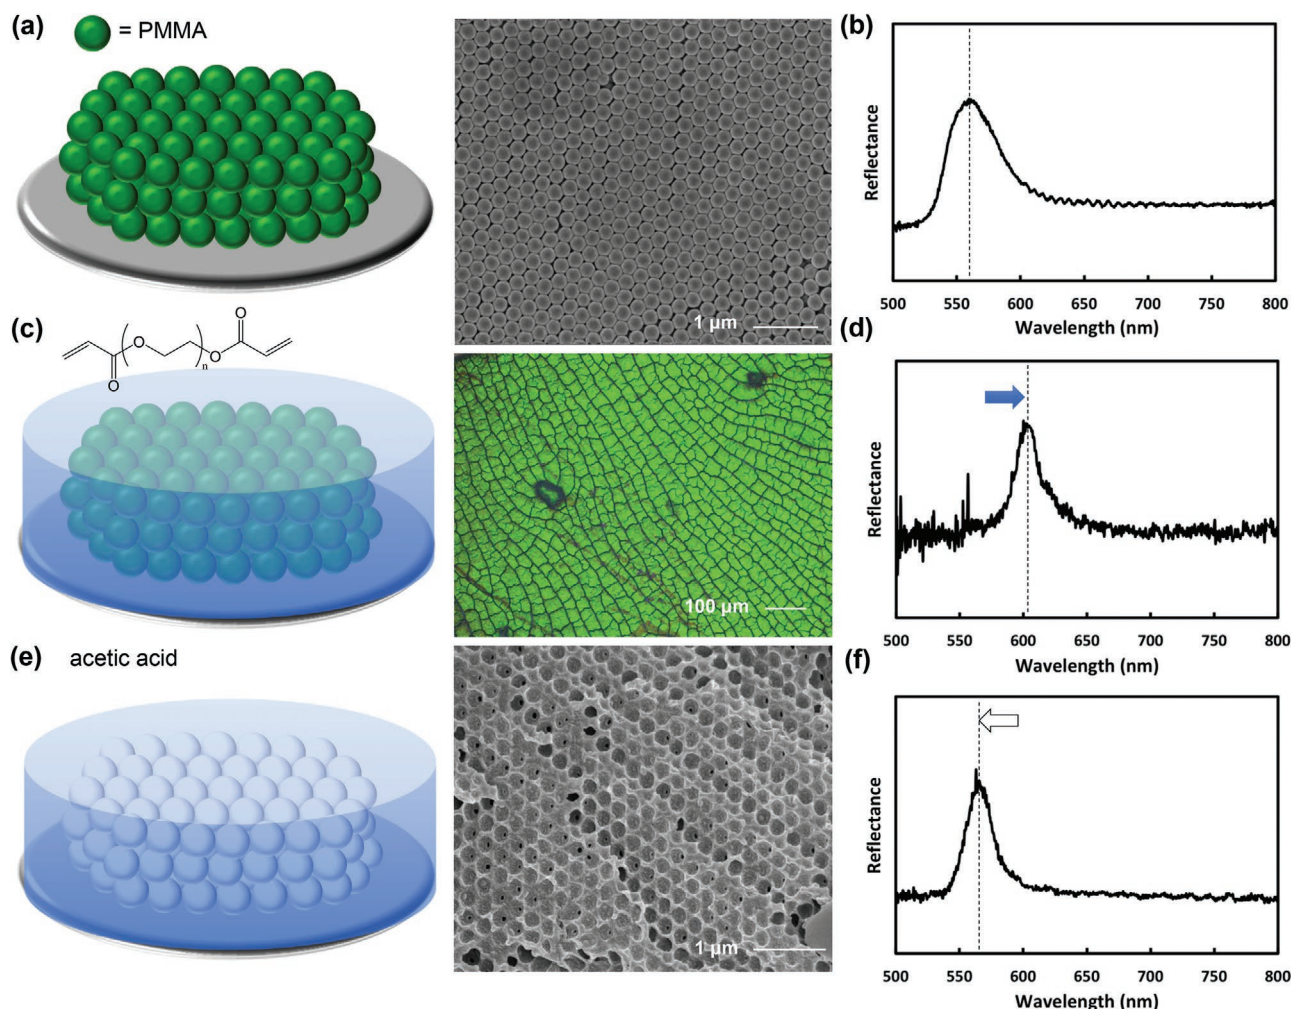 (a)
= PMMA
1 µm
(b)
Reflectance
500 550 600 650 700 750 800
Wavelength (nm)
(c)
O
O
O
O
n
100 µm
(d)
Reflectance
500 550 600 650 700 750 800
Wavelength (nm)
(e)
acetic acid
1 µm
(f)
Reflectance
500 550 600 650 700 750 800
Wavelength (nm)